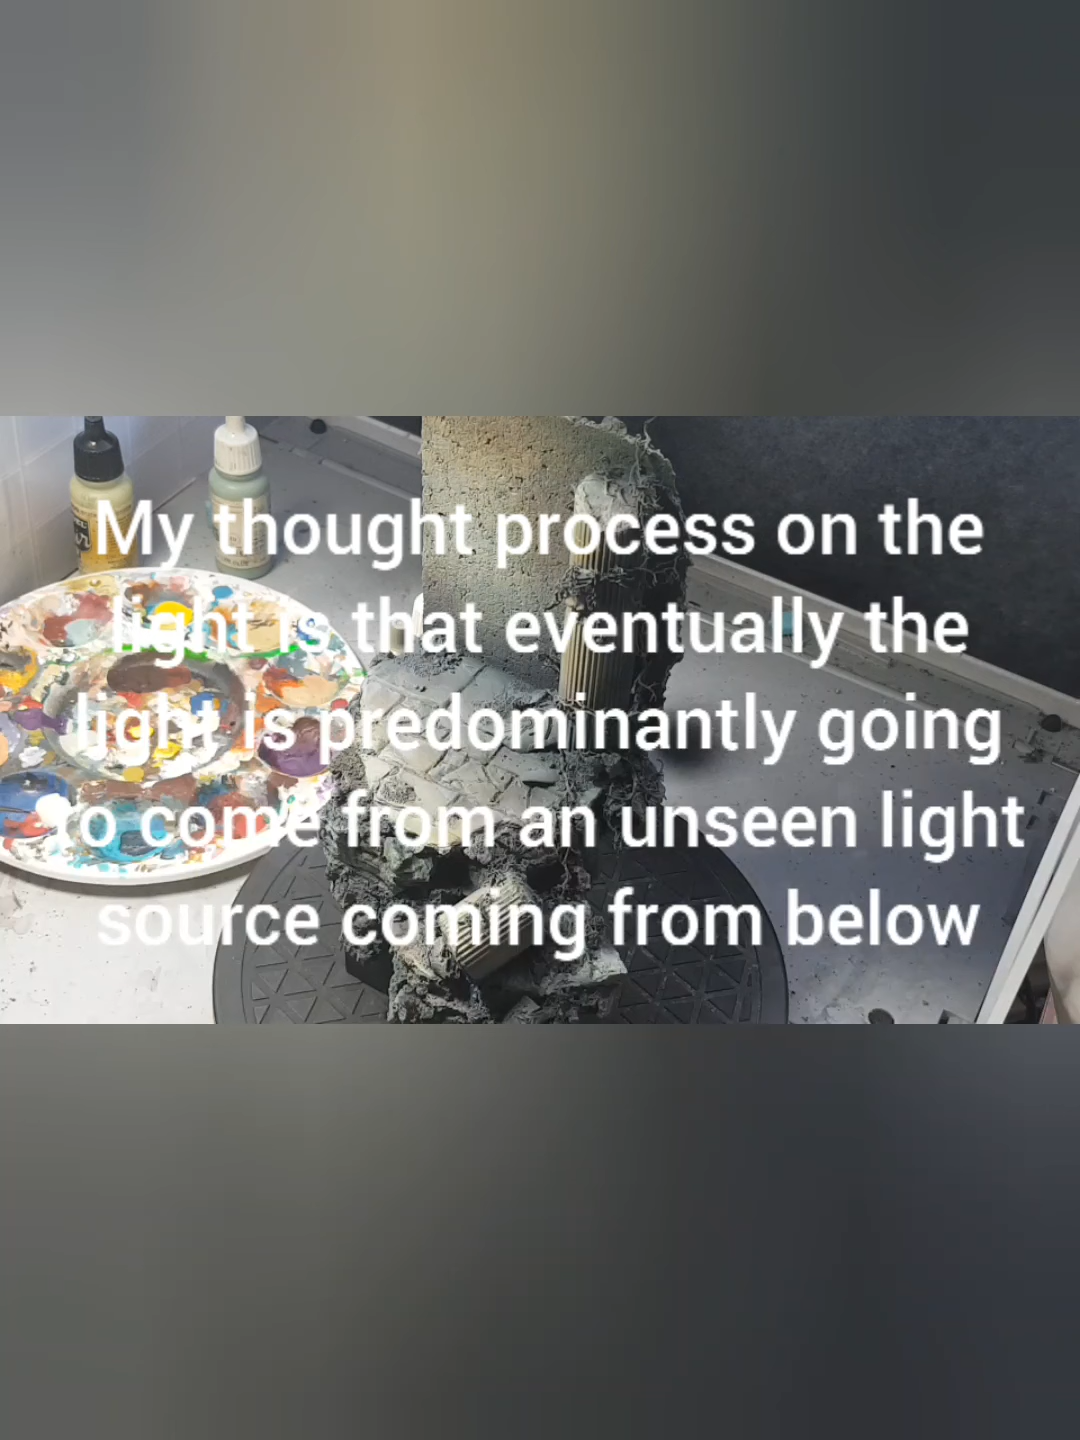 My thought process on the
light is that eventually the
light is predominantly going
to come from an unseen light
source coming from below